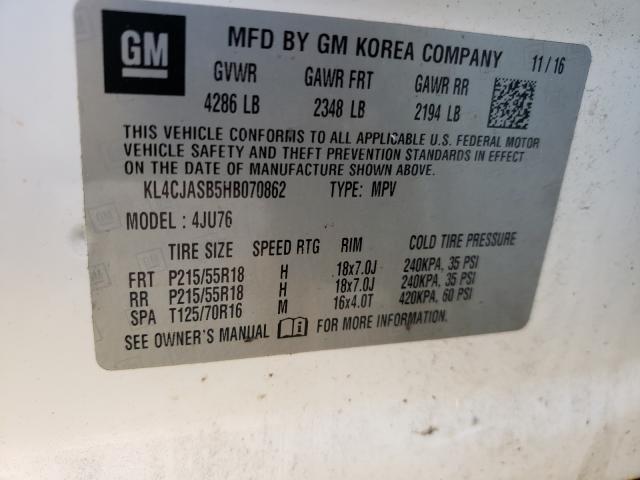 GM
MFD BY GM KOREA COMPANY 11/16
GVWR GAWR FRT GAWR RR
4286 LB 2348 LB 2194 LB
THIS VEHICLE CONFORMS TO ALL APPLICABLE U.S. FEDERAL MOTOR
VEHICLE SAFETY AND THEFT PREVENTION STANDARDS IN EFFECT
ON THE DATE OF MANUFACTURE SHOWN ABOVE.
KL4CJASB5HB070862 TYPE: MPV
MODEL : 4JU76
TIRE SIZE SPEED RTG RIM COLD TIRE PRESSURE
FRT P215/55R18 H 18x7.0J 240KPA, 35 PSI
RR P215/55R18 H 18x7.0J 240KPA, 35 PSI
SPA T125/70R16 M 16x4.0T 420KPA, 60 PSI
SEE OWNER'S MANUAL FOR MORE INFORMATION.